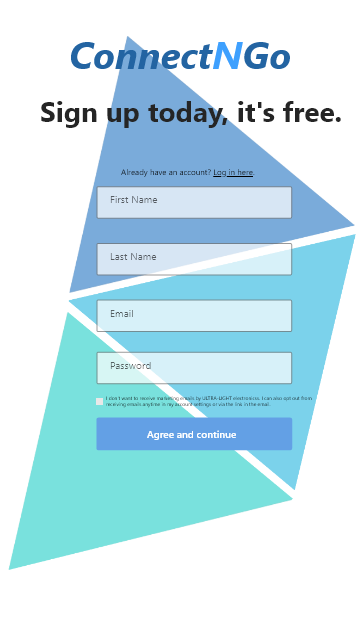 ConnectNGo
Sign up today, it's free.
Already have an account? Log in here.
First Name
Last Name
Email
Password
I don't want to receive marketing emails by ULTRA-LIGHT electronics. I can also opt out from
receiving emails anytime in my account settings or via the link in the email.
Agree and continue